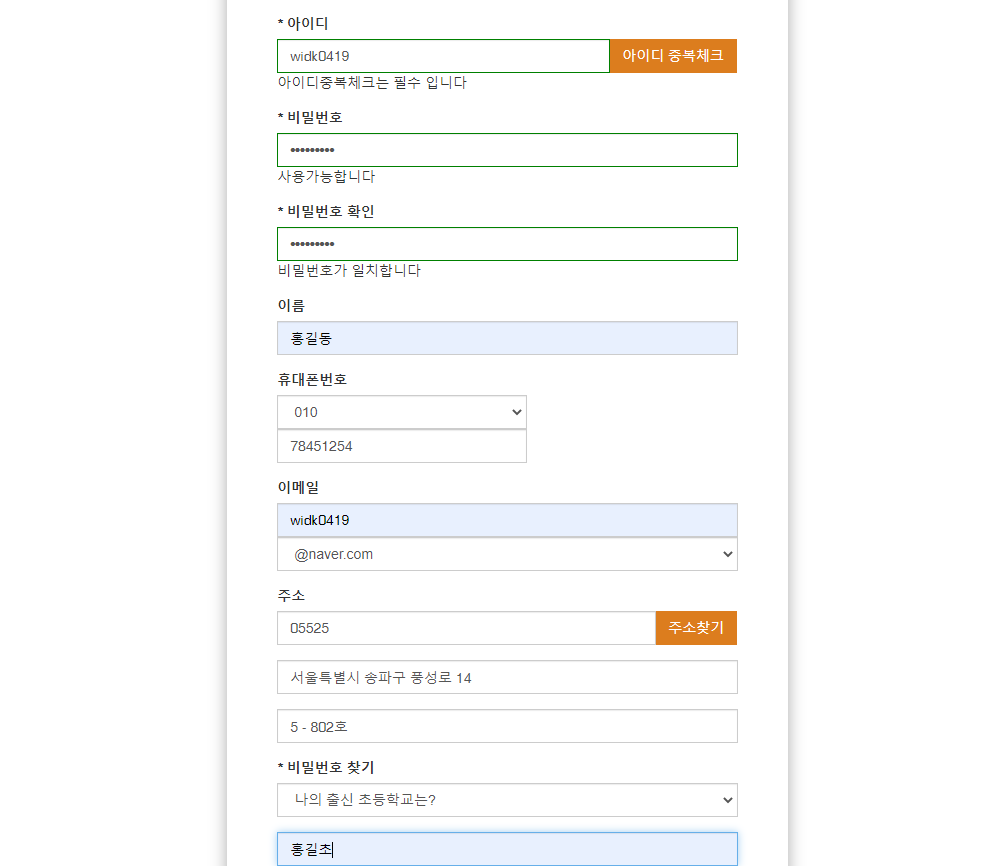 * 아이디
widk0419 아이디 중복체크
아이디중복체크는 필수 입니다
* 비밀번호
•••••••••
사용가능합니다
* 비밀번호 확인
•••••••••
비밀번호가 일치합니다
이름
홍길동
휴대폰번호
010
78451254
이메일
widk0419
@naver.com
주소
05525 주소찾기
서울특별시 송파구 풍성로 14
5 - 802호
* 비밀번호 찾기
나의 출신 초등학교는?
홍길초